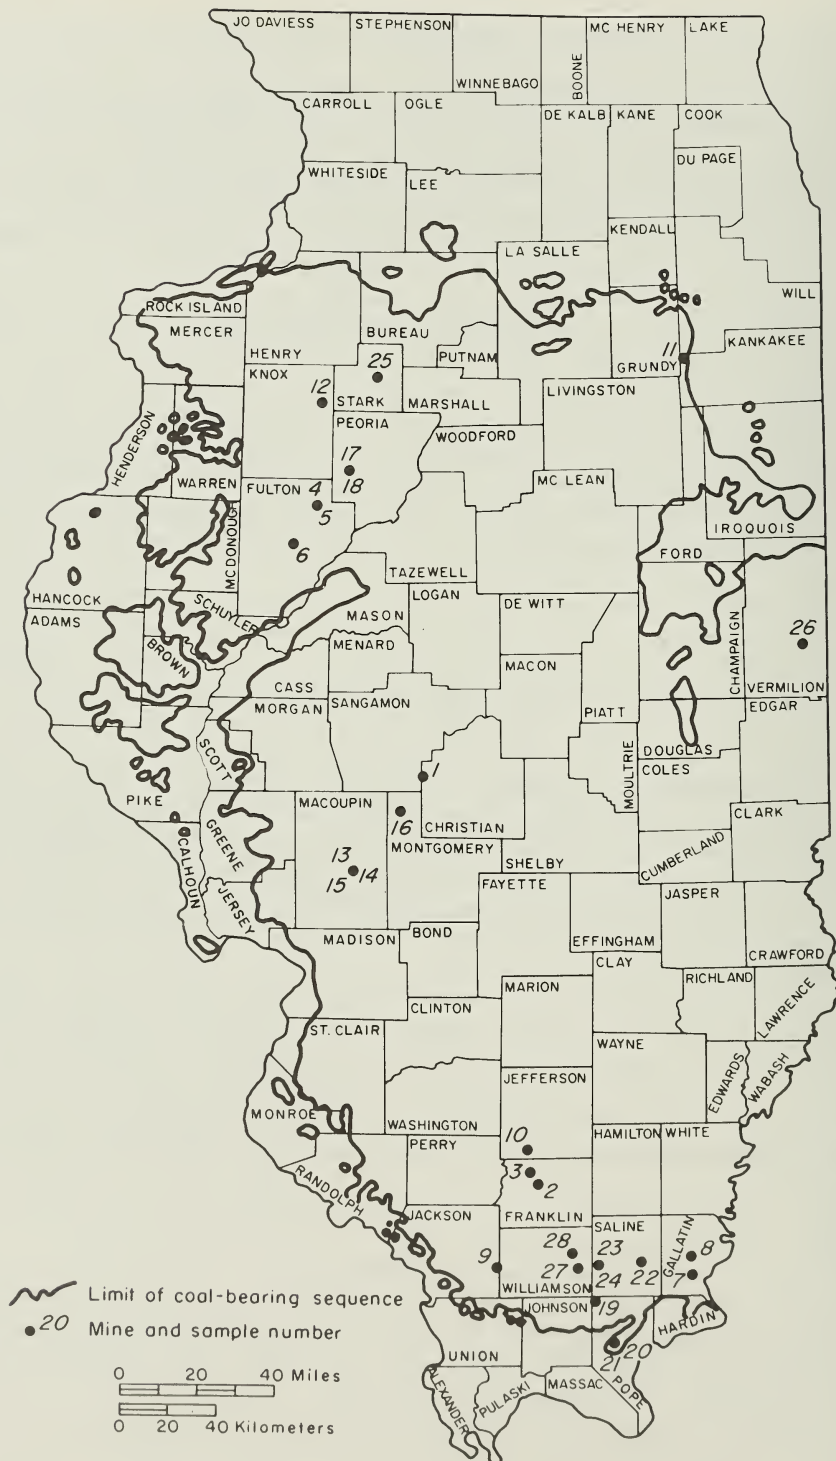 JO DAVIESS
STEPHENSON
WINNEBAGO
BOONE
MC HENRY
LAKE
CARROLL
OGLE
DE KALB
KANE
COOK
DU PAGE
WHITESIDE
LEE
KENDALL
LA SALLE
WILL
ROCK ISLAND
MERCER
HENRY
BUREAU
PUTNAM
GRUNDY
11
KANKAKEE
KNOX
12
25
STARK
MARSHALL
LIVINGSTON
HENDERSON
WARREN
PEORIA
17
18
WOODFORD
FULTON
4
5
6
MC LEAN
IROQUOIS
FORD
MCDONOUGH
HANCOCK
ADAMS
SCHUYLER
BROWN
TAZEWELL
MASON
LOGAN
DE WITT
CHAMPAIGN
26
VERMILION
MENARD
MACON
CASS
MORGAN
SANGAMON
PIATT
EDGAR
DOUGLAS
COLES
MOULTRIE
SCOTT
PIKE
1
16
CHRISTIAN
MACOUPIN
MONTGOMERY
SHELBY
CLARK
CUMBERLAND
GREENE
CALHOUN
JERSEY
13
14
15
FAYETTE
EFFINGHAM
JASPER
CRAWFORD
MADISON
BOND
CLAY
RICHLAND
LAWRENCE
MARION
CLINTON
ST. CLAIR
WAYNE
EDWARDS
WABASH
JEFFERSON
MONROE
WASHINGTON
10
HAMILTON
WHITE
PERRY
3
2
RANDOLPH
JACKSON
FRANKLIN
SALINE
GALLATIN
9
28
27
23
24
22
8
7
WILLIAMSON
JOHNSON
19
HARDIN
UNION
21
20
POPE
ALEXANDER
PULASKI
MASSAC
Limit of coal-bearing sequence
20 Mine and sample number
0 20 40 Miles
0 20 40 Kilometers